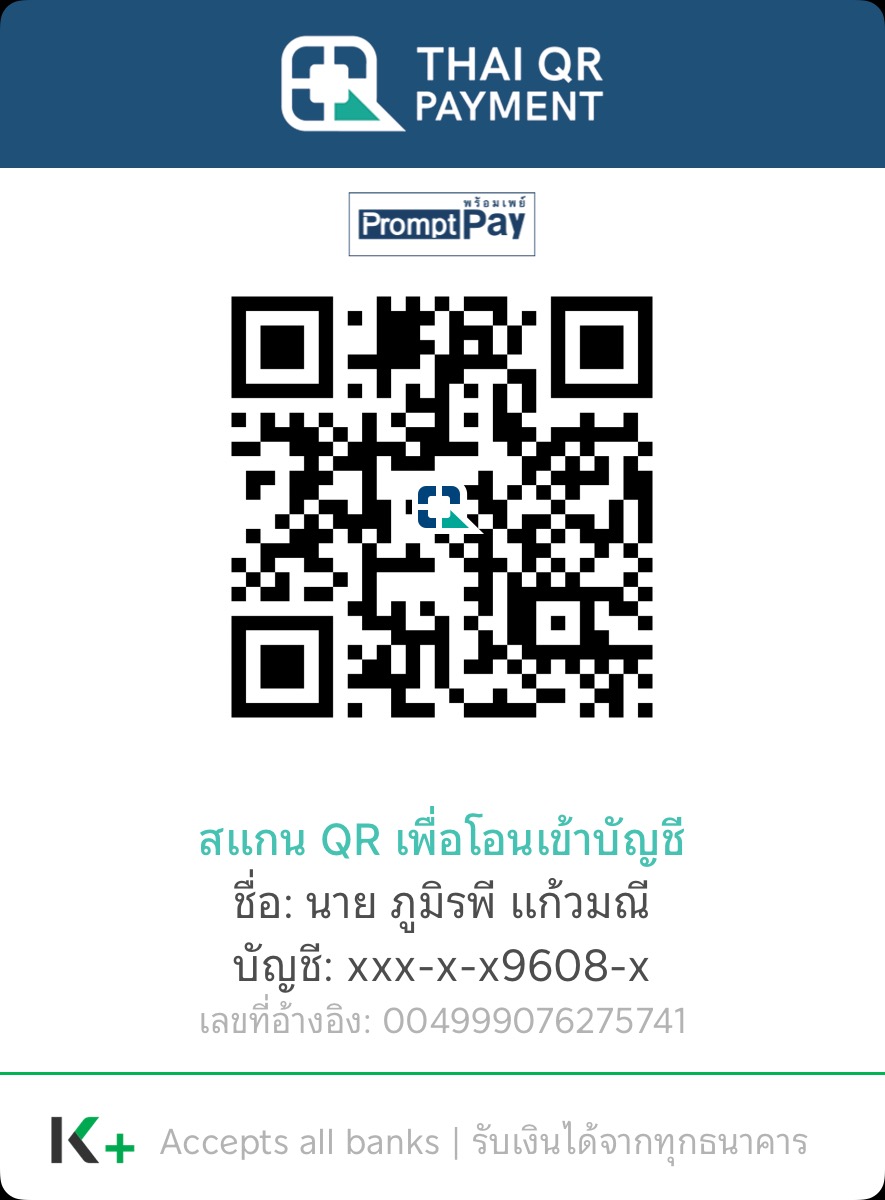 THAI QR
PAYMENT
พร้อมเพย์
PromptPay
สแกน QR เพื่อโอนเข้าบัญชี
ชื่อ: นาย ภูมิรพี แก้วมณี
บัญชี: xxx-x-x9608-x
เลขที่อ้างอิง: 004999076275741
K+ Accepts all banks | รับเงินได้จากทุกธนาคาร